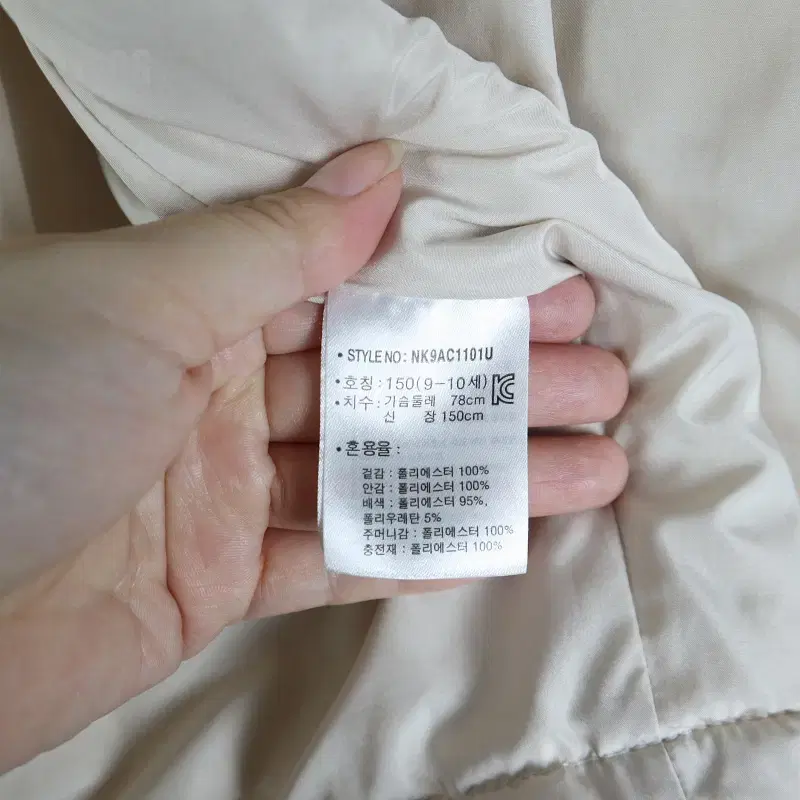 • STYLE NO: NK9AC1101U
• 호칭: 150(9-10세)
• 치수: 가슴둘레 78cm
신 장 150cm
• 혼용율 :
겉감 : 폴리에스터 100%
안감 : 폴리에스터 100%
배색 : 폴리에스터 95%,
폴리우레탄 5%
주머니감 : 폴리에스터 100%
충전재 : 폴리에스터 100%